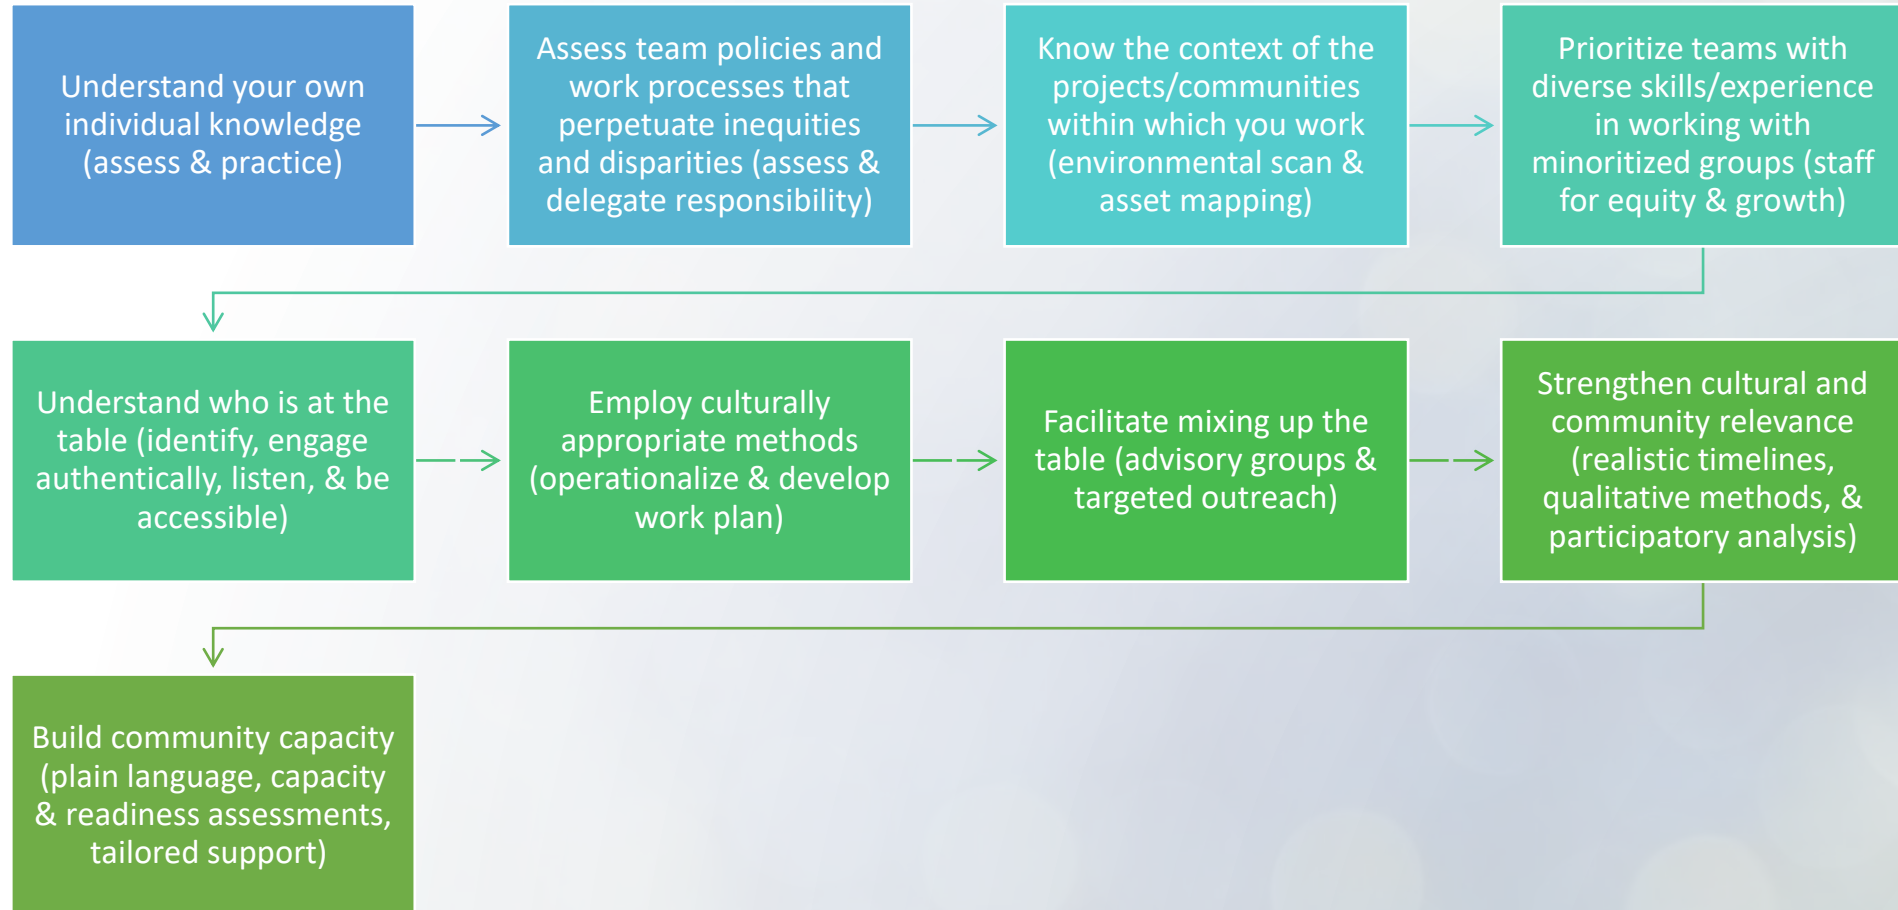 Understand your own
individual knowledge
(assess & practice)
Assess team policies and
work processes that
perpetuate inequities
and disparities (assess &
delegate responsibility)
Know the context of the
projects/communities
within which you work
(environmental scan &
asset mapping)
Prioritize teams with
diverse skills/experience
in working with
minoritized groups (staff
for equity & growth)
Understand who is at the
table (identify, engage
authentically, listen, & be
accessible)
Employ culturally
appropriate methods
(operationalize & develop
work plan)
Facilitate mixing up the
table (advisory groups &
targeted outreach)
Strengthen cultural and
community relevance
(realistic timelines,
qualitative methods, &
participatory analysis)
Build community capacity
(plain language, capacity
& readiness assessments,
tailored support)